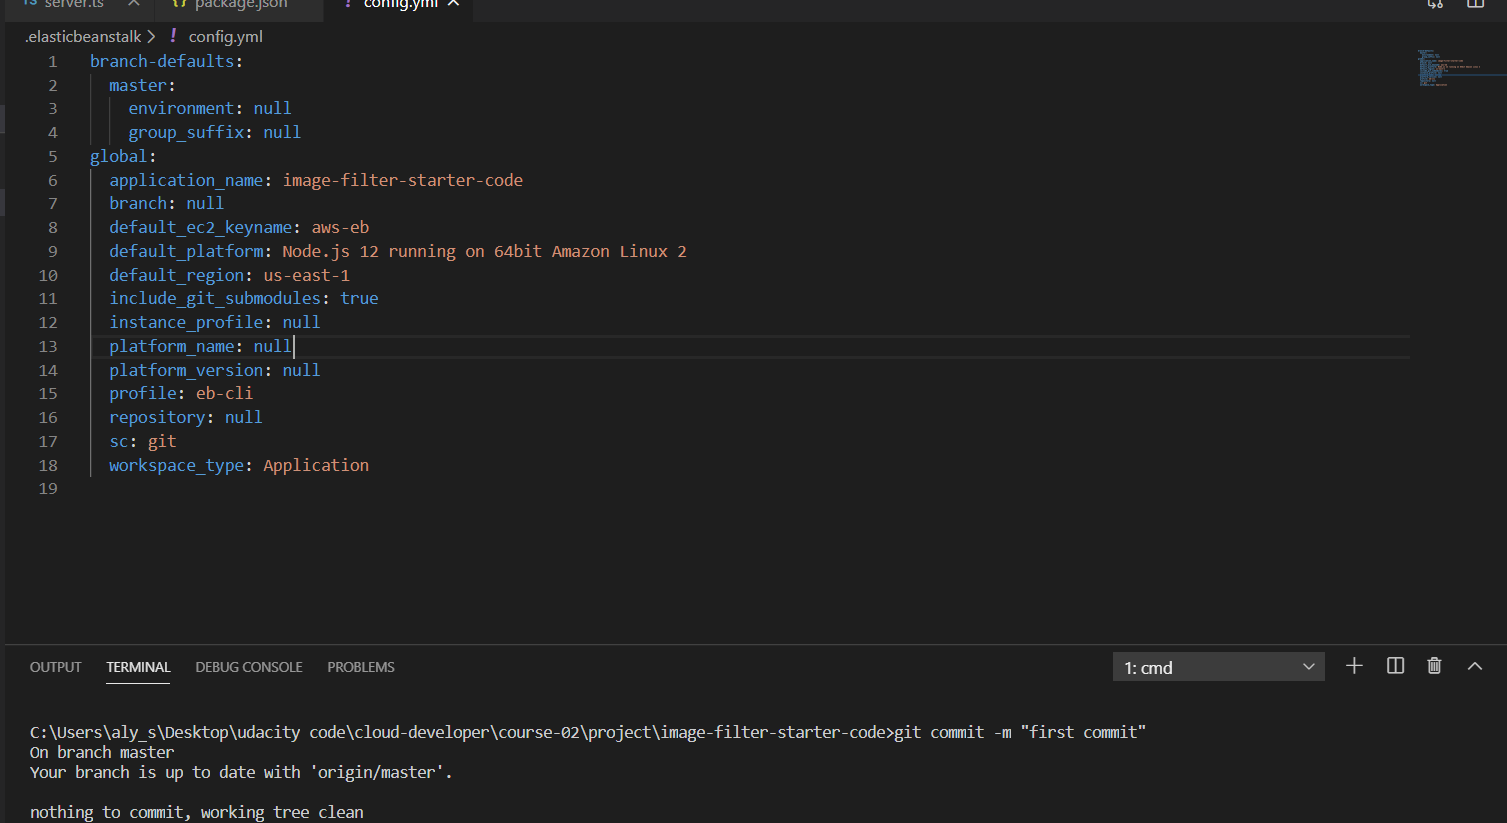 TS server.ts {} package.json ! config.yml
.elasticbeanstalk > ! config.yml
1 branch-defaults:
2 master:
3 environment: null
4 group_suffix: null
5 global:
6 application_name: image-filter-starter-code
7 branch: null
8 default_ec2_keyname: aws-eb
9 default_platform: Node.js 12 running on 64bit Amazon Linux 2
10 default_region: us-east-1
11 include_git_submodules: true
12 instance_profile: null
13 platform_name: null
14 platform_version: null
15 profile: eb-cli
16 repository: null
17 sc: git
18 workspace_type: Application
19
OUTPUT TERMINAL DEBUG CONSOLE PROBLEMS 1: cmd
C:\Users\aly_s\Desktop\udacity code\cloud-developer\course-02\project\image-filter-starter-code>git commit -m "first commit"
On branch master
Your branch is up to date with 'origin/master'.
nothing to commit, working tree clean